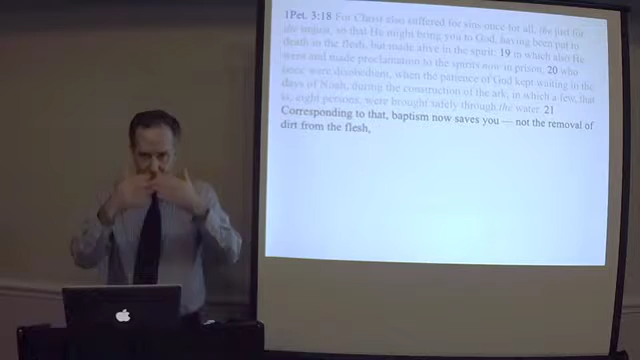 1Pet. 3:18 For Christ also suffered for sins once for all, the just for
the unjust, so that He might bring you to God, having been put to
death in the flesh, but made alive in the spirit; 19 in which also He
went and made proclamation to the spirits now in prison, 20 who
once were disobedient, when the patience of God kept waiting in the
days of Noah, during the construction of the ark, in which a few, that
is, eight persons, were brought safely through the water. 21
Corresponding to that, baptism now saves you — not the removal of
dirt from the flesh,